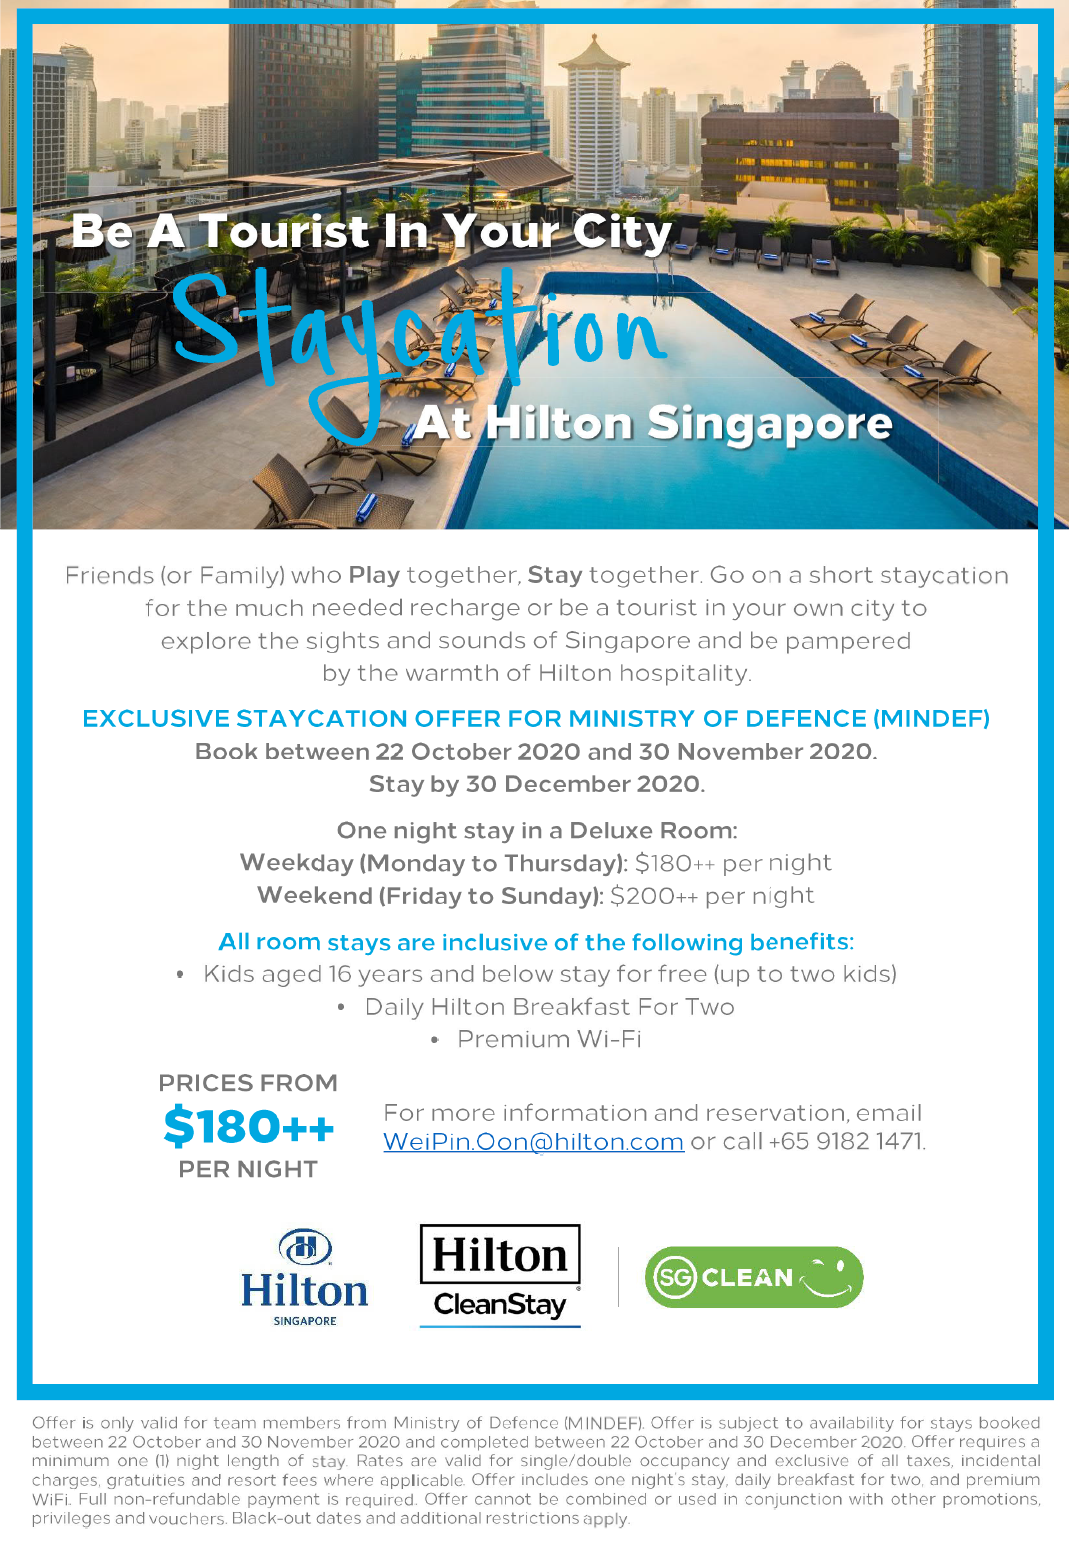 Be A Tourist In Your City
Staycation
At Hilton Singapore
Friends (or Family) who Play together, Stay together. Go on a short staycation
for the much needed recharge or be a tourist in your own city to
explore the sights and sounds of Singapore and be pampered
by the warmth of Hilton hospitality.
EXCLUSIVE STAYCATION OFFER FOR MINISTRY OF DEFENCE (MINDEF)
Book between 22 October 2020 and 30 November 2020.
Stay by 30 December 2020.
One night stay in a Deluxe Room:
Weekday (Monday to Thursday): $180++ per night
Weekend (Friday to Sunday): $200++ per night
All room stays are inclusive of the following benefits:
• Kids aged 16 years and below stay for free (up to two kids)
• Daily Hilton Breakfast For Two
• Premium Wi-Fi
PRICES FROM
$180++
PER NIGHT
For more information and reservation, email
WeiPin.Oon@hilton.com or call +65 9182 1471.
Hilton
SINGAPORE
Hilton
CleanStay
SG CLEAN
Offer is only valid for team members from Ministry of Defence (MINDEF). Offer is subject to availability for stays booked
between 22 October and 30 November 2020 and completed between 22 October and 30 December 2020. Offer requires a
minimum one (1) night length of stay. Rates are valid for single/double occupancy and exclusive of all taxes, incidental
charges, gratuities and resort fees where applicable. Offer includes one night's stay, daily breakfast for two, and premium
WiFi. Full non-refundable payment is required. Offer cannot be combined or used in conjunction with other promotions,
privileges and vouchers. Black-out dates and additional restrictions apply.